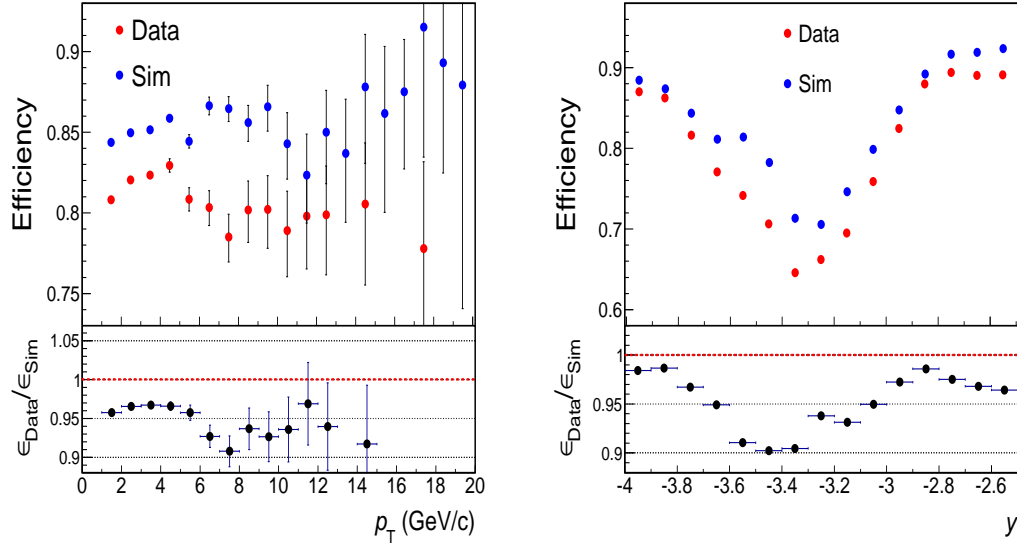 0.9
0.85
0.8
0.75
Efficiency
Data
Sim
1.05
1
0.95
0.9
ϵData/ϵSim
0 2 4 6 8 10 12 14 16 18 20
pT (GeV/c)
0.9
0.8
0.7
0.6
Efficiency
Data
Sim
1
0.95
0.9
ϵData/ϵSim
-4 -3.8 -3.6 -3.4 -3.2 -3 -2.8 -2.6
y